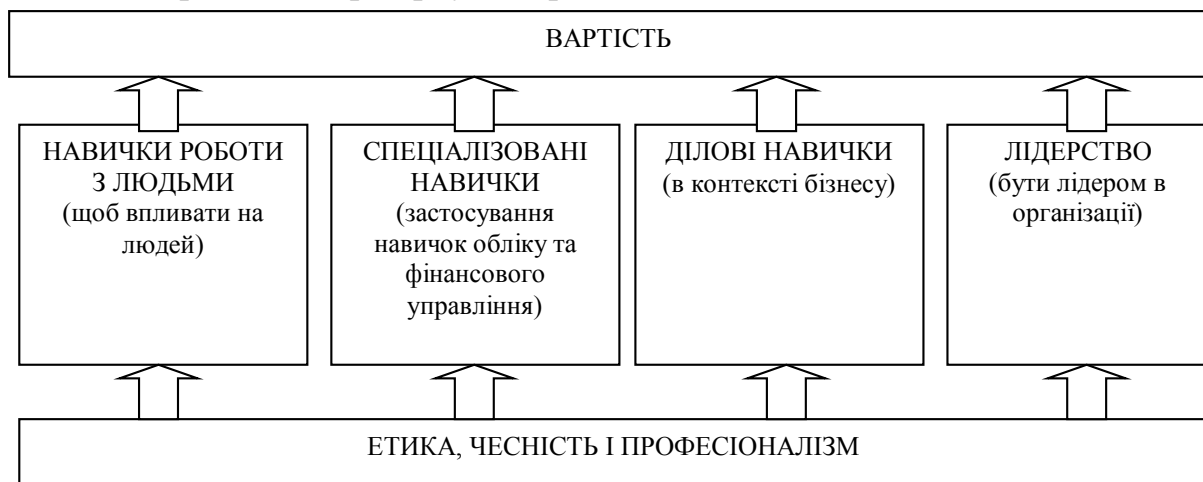 ВАРТІСТЬ
НАВИЧКИ РОБОТИ
З ЛЮДЬМИ
(щоб впливати на
людей)
СПЕЦІАЛІЗОВАНІ
НАВИЧКИ
(застосування
навичок обліку та
фінансового
управління)
ДІЛОВІ НАВИЧКИ
(в контексті бізнесу)
ЛІДЕРСТВО
(бути лідером в
організації)
ЕТИКА, ЧЕСНІСТЬ І ПРОФЕСІОНАЛІЗМ